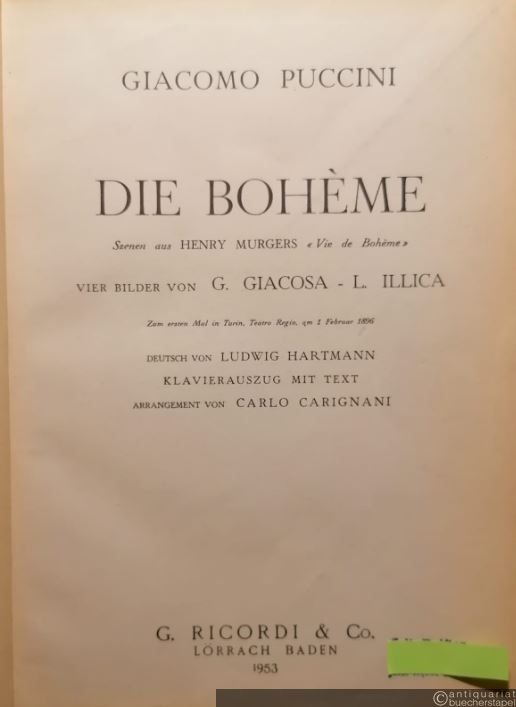 GIACOMO PUCCINI
DIE BOHÈME
Szenen aus HENRY MURGERS « Vie de Bohème »
VIER BILDER VON G. GIACOSA - L. ILLICA
Zum ersten Mal in Turin, Teatro Regio, am 1 Februar 1896
DEUTSCH VON LUDWIG HARTMANN
KLAVIERAUSZUG MIT TEXT
ARRANGEMENT VON CARLO CARIGNANI
G. RICORDI & Co.
LÖRRACH BADEN
1953
© antiquariat
buecherstapel